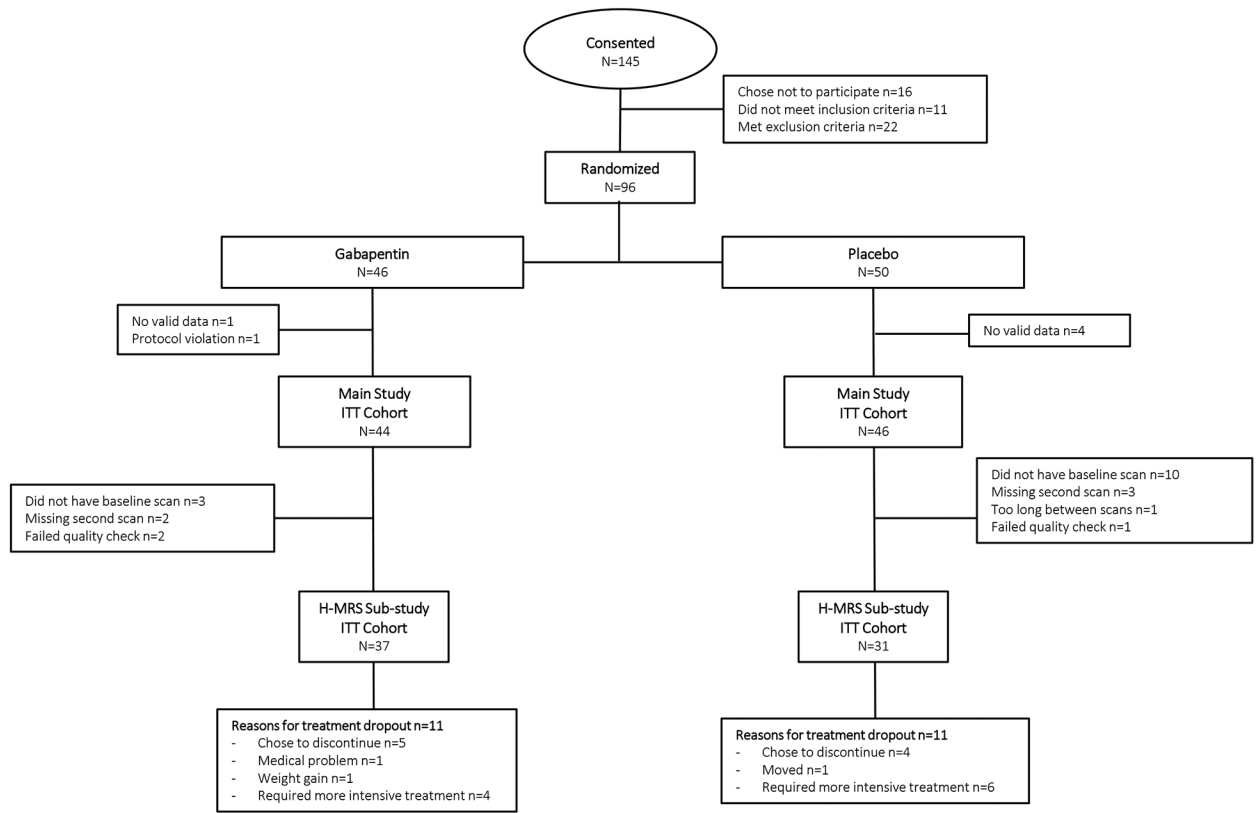 Consented
N=145
Chose not to participate n=16
Did not meet inclusion criteria n=11
Met exclusion criteria n=22
Randomized
N=96
Gabapentin
N=46
Placebo
N=50
No valid data n=1
Protocol violation n=1
No valid data n=4
Main Study
ITT Cohort
N=44
Main Study
ITT Cohort
N=46
Did not have baseline scan n=3
Missing second scan n=2
Failed quality check n=2
Did not have baseline scan n=10
Missing second scan n=3
Too long between scans n=1
Failed quality check n=1
H-MRS Sub-study
ITT Cohort
N=37
H-MRS Sub-study
ITT Cohort
N=31
Reasons for treatment dropout n=11
- Chose to discontinue n=5
- Medical problem n=1
- Weight gain n=1
- Required more intensive treatment n=4
Reasons for treatment dropout n=11
- Chose to discontinue n=4
- Moved n=1
- Required more intensive treatment n=6